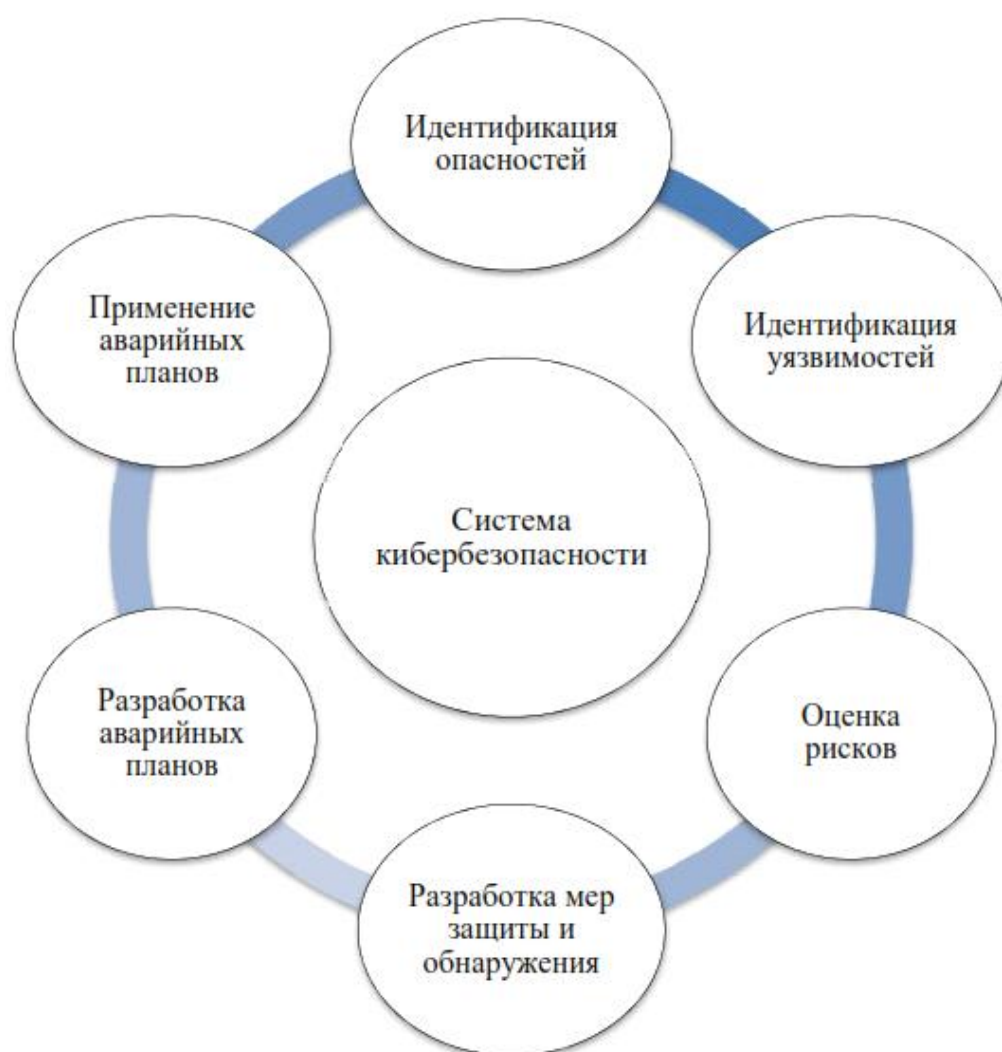 Идентификация
опасностей
Идентификация
уязвимостей
Оценка
рисков
Разработка мер
защиты и
обнаружения
Разработка
аварийных
планов
Применение
аварийных
планов
Система
кибербезопасности